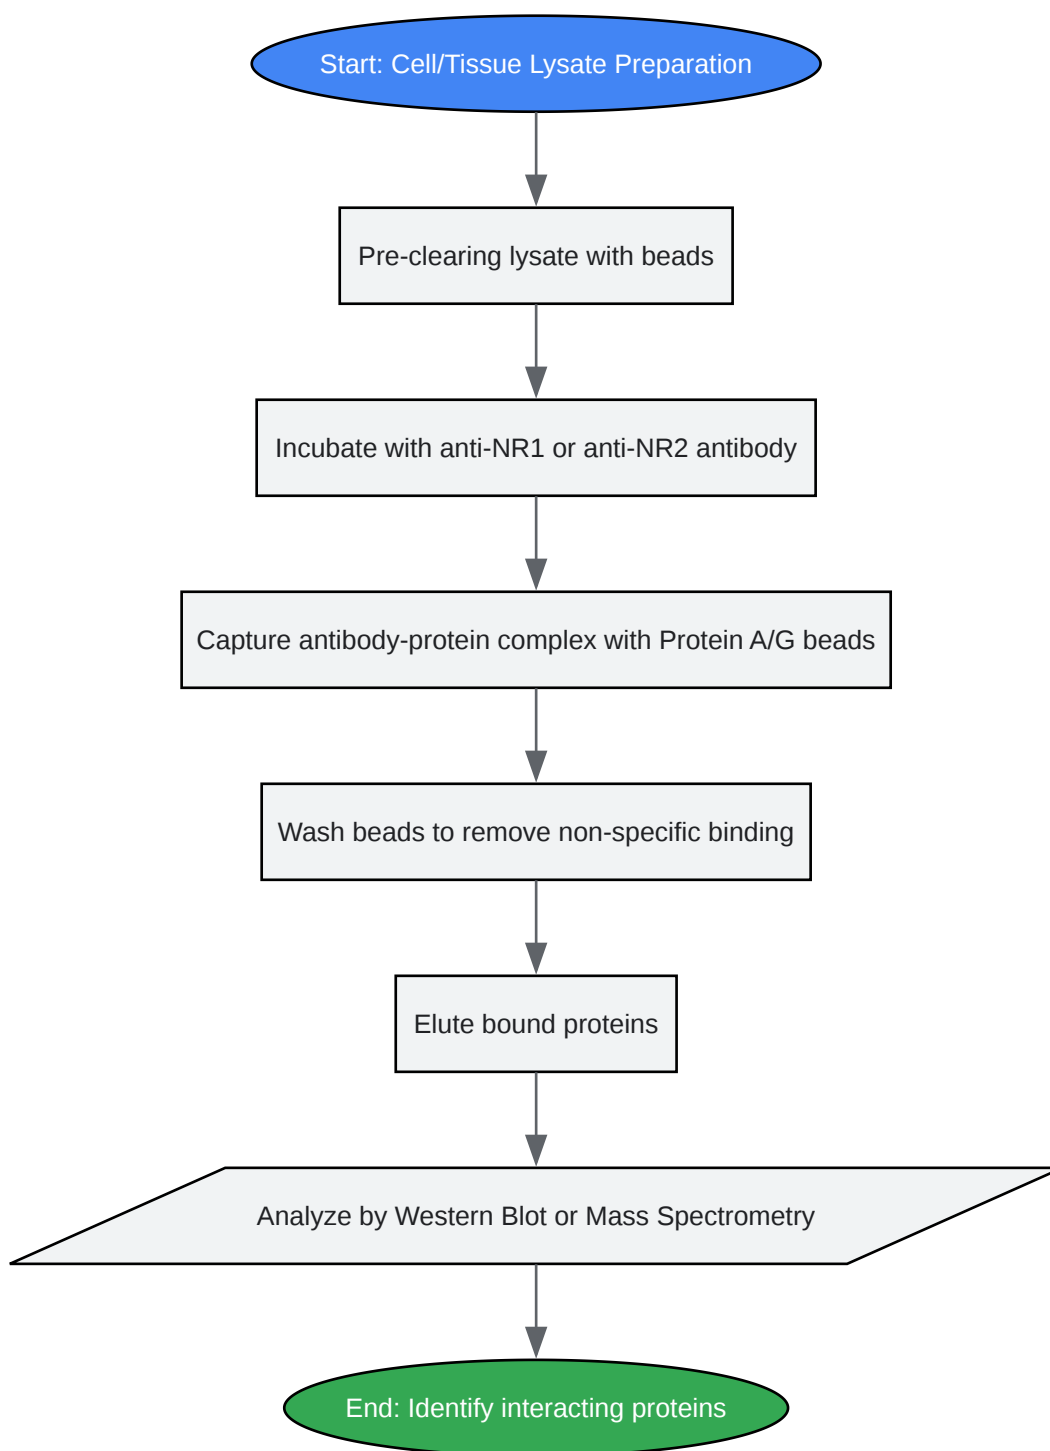 Start: Cell/Tissue Lysate Preparation
Pre-clearing lysate with beads
Incubate with anti-NR1 or anti-NR2 antibody
Capture antibody-protein complex with Protein A/G beads
Wash beads to remove non-specific binding
Elute bound proteins
Analyze by Western Blot or Mass Spectrometry
End: Identify interacting proteins